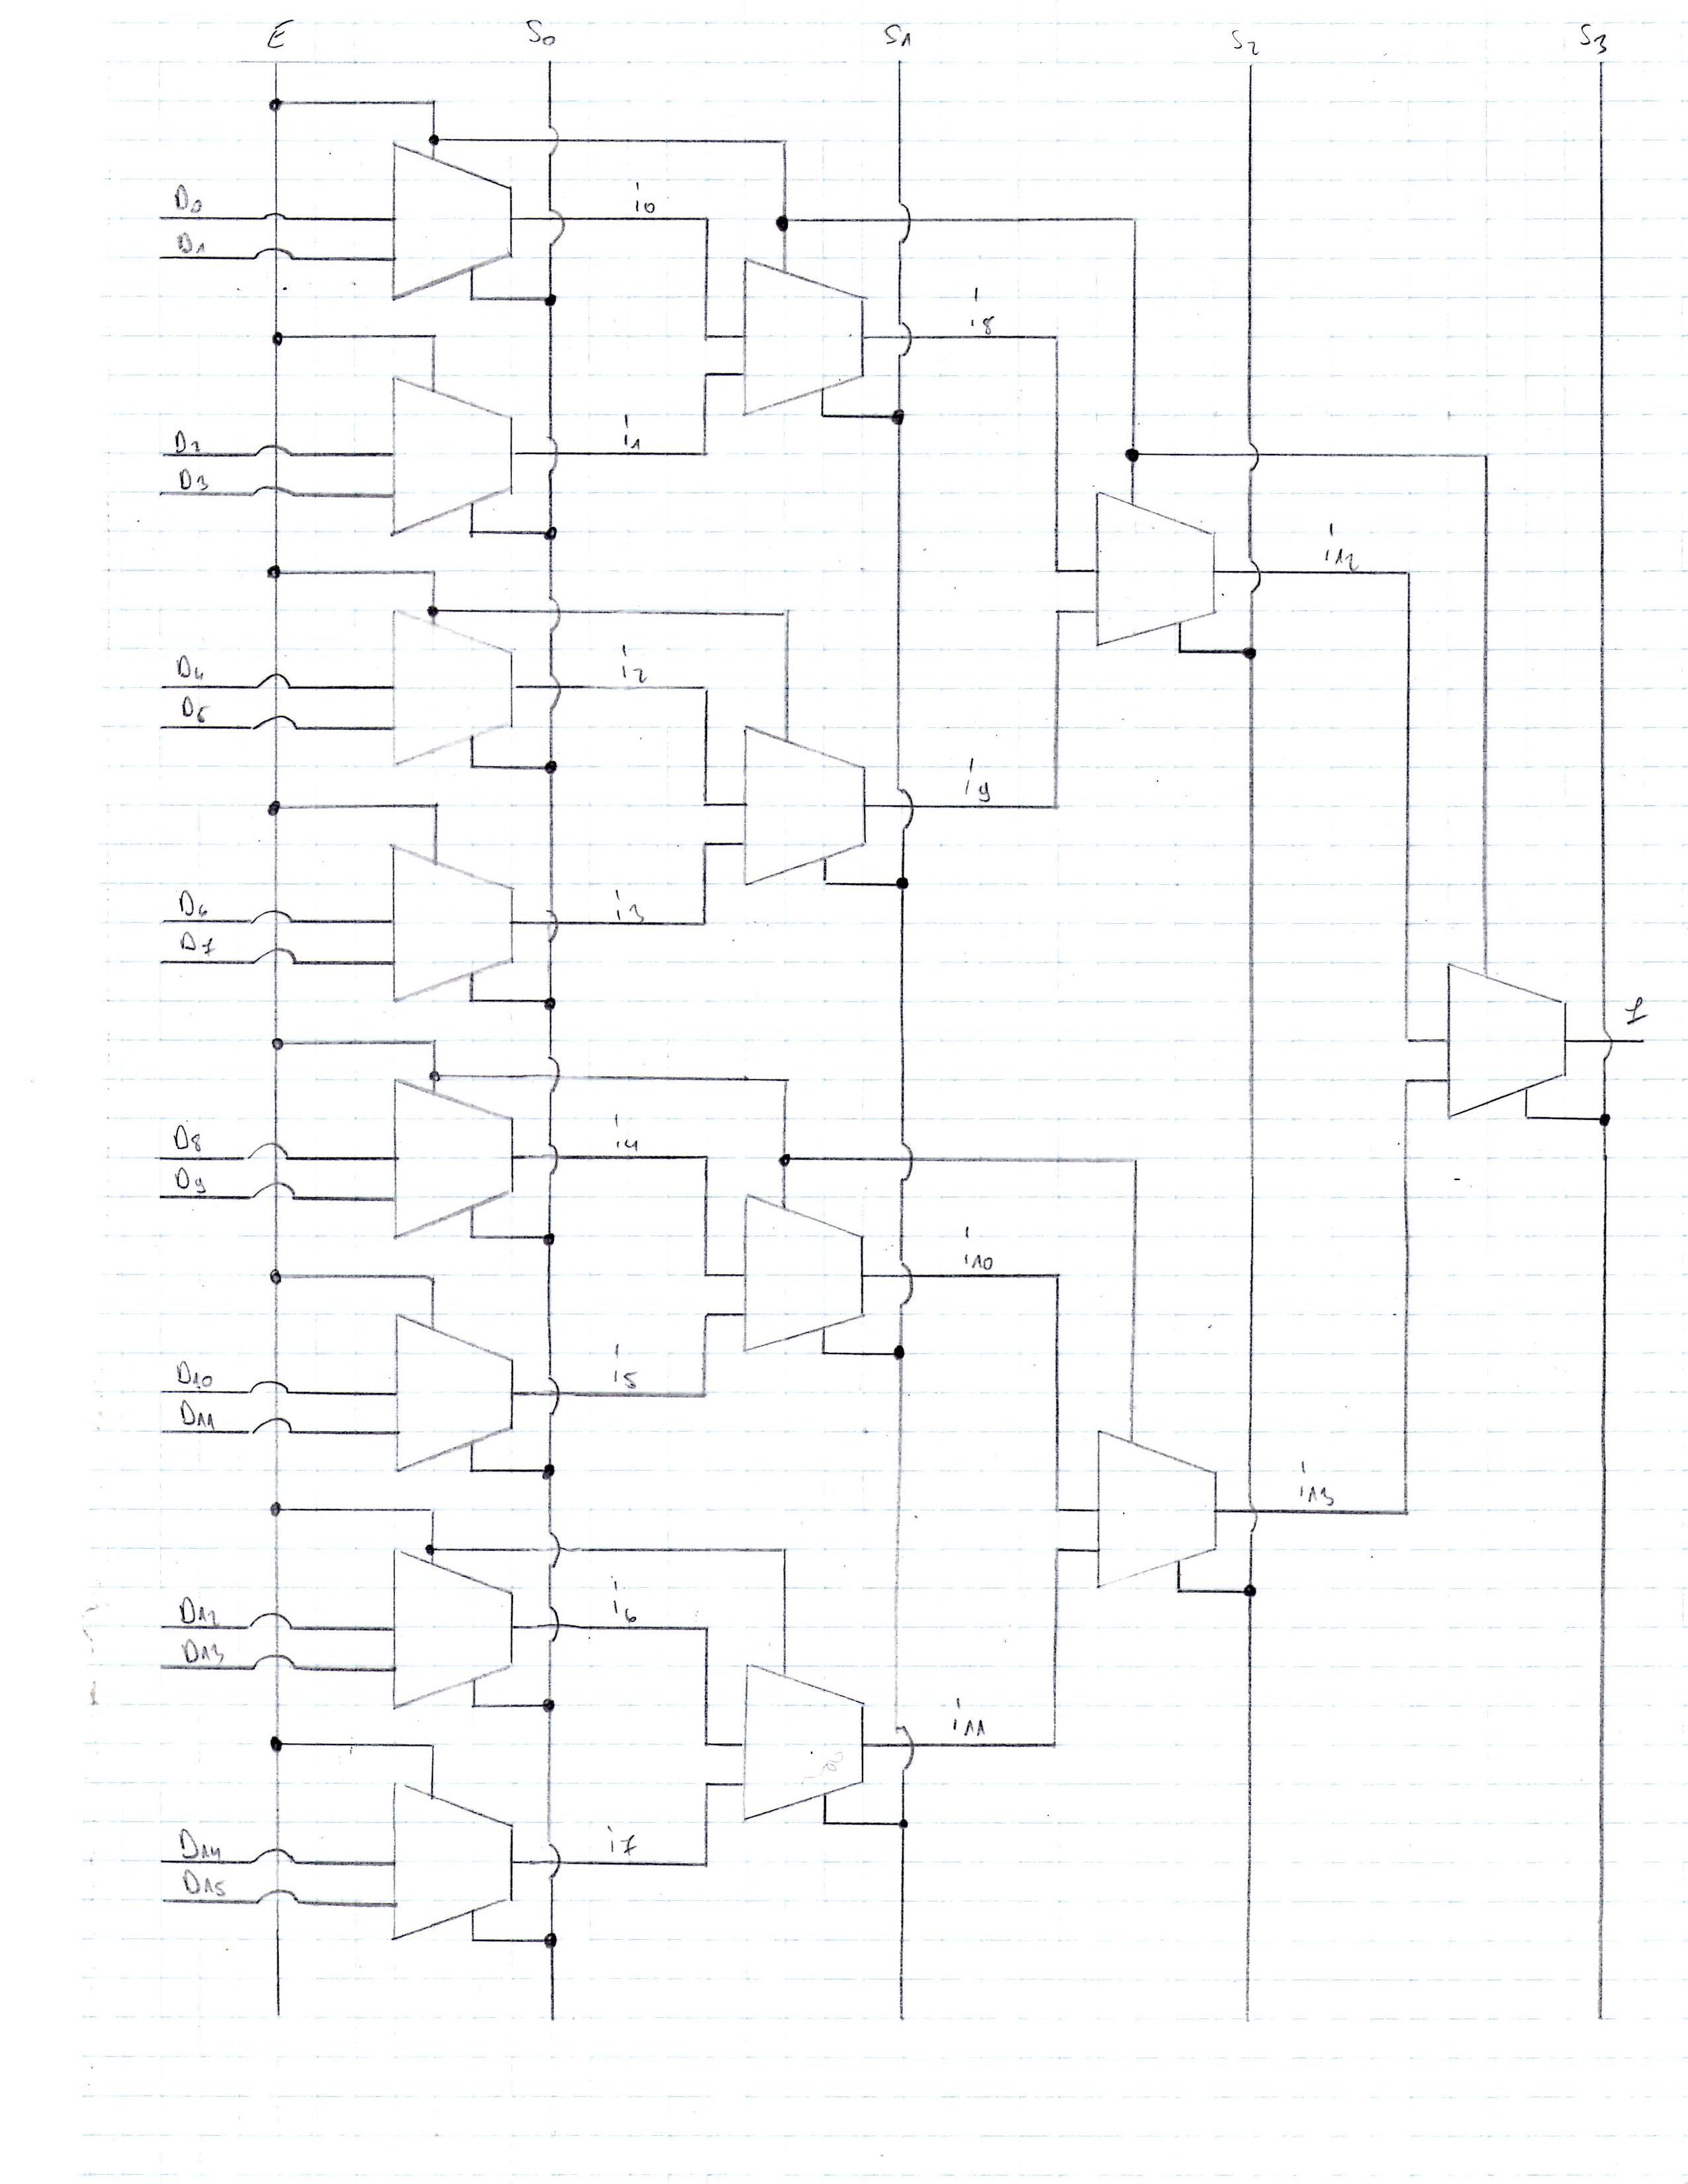 E S0 S1 S2 S3
D0
i0
D1
i8
D2
i1
D3
i12
D4
i2
D5
i9
D6
i3
D7
f
D8
i4
D9
i10
D10
i5
D11
i13
D12
i6
D13
i11
D14
i7
D15